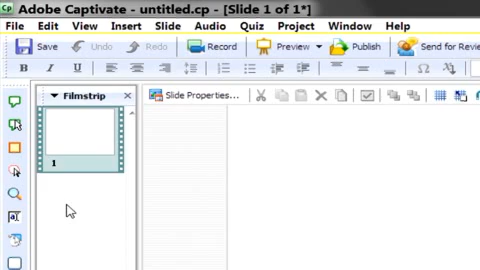 Cp Adobe Captivate - untitled.cp - [Slide 1 of 1*]
File Edit View Insert Slide Audio Quiz Project Window Help
Save Undo Redo Record Preview Publish Send for Revie
B I U Ω
Filmstrip × Slide Properties...
1